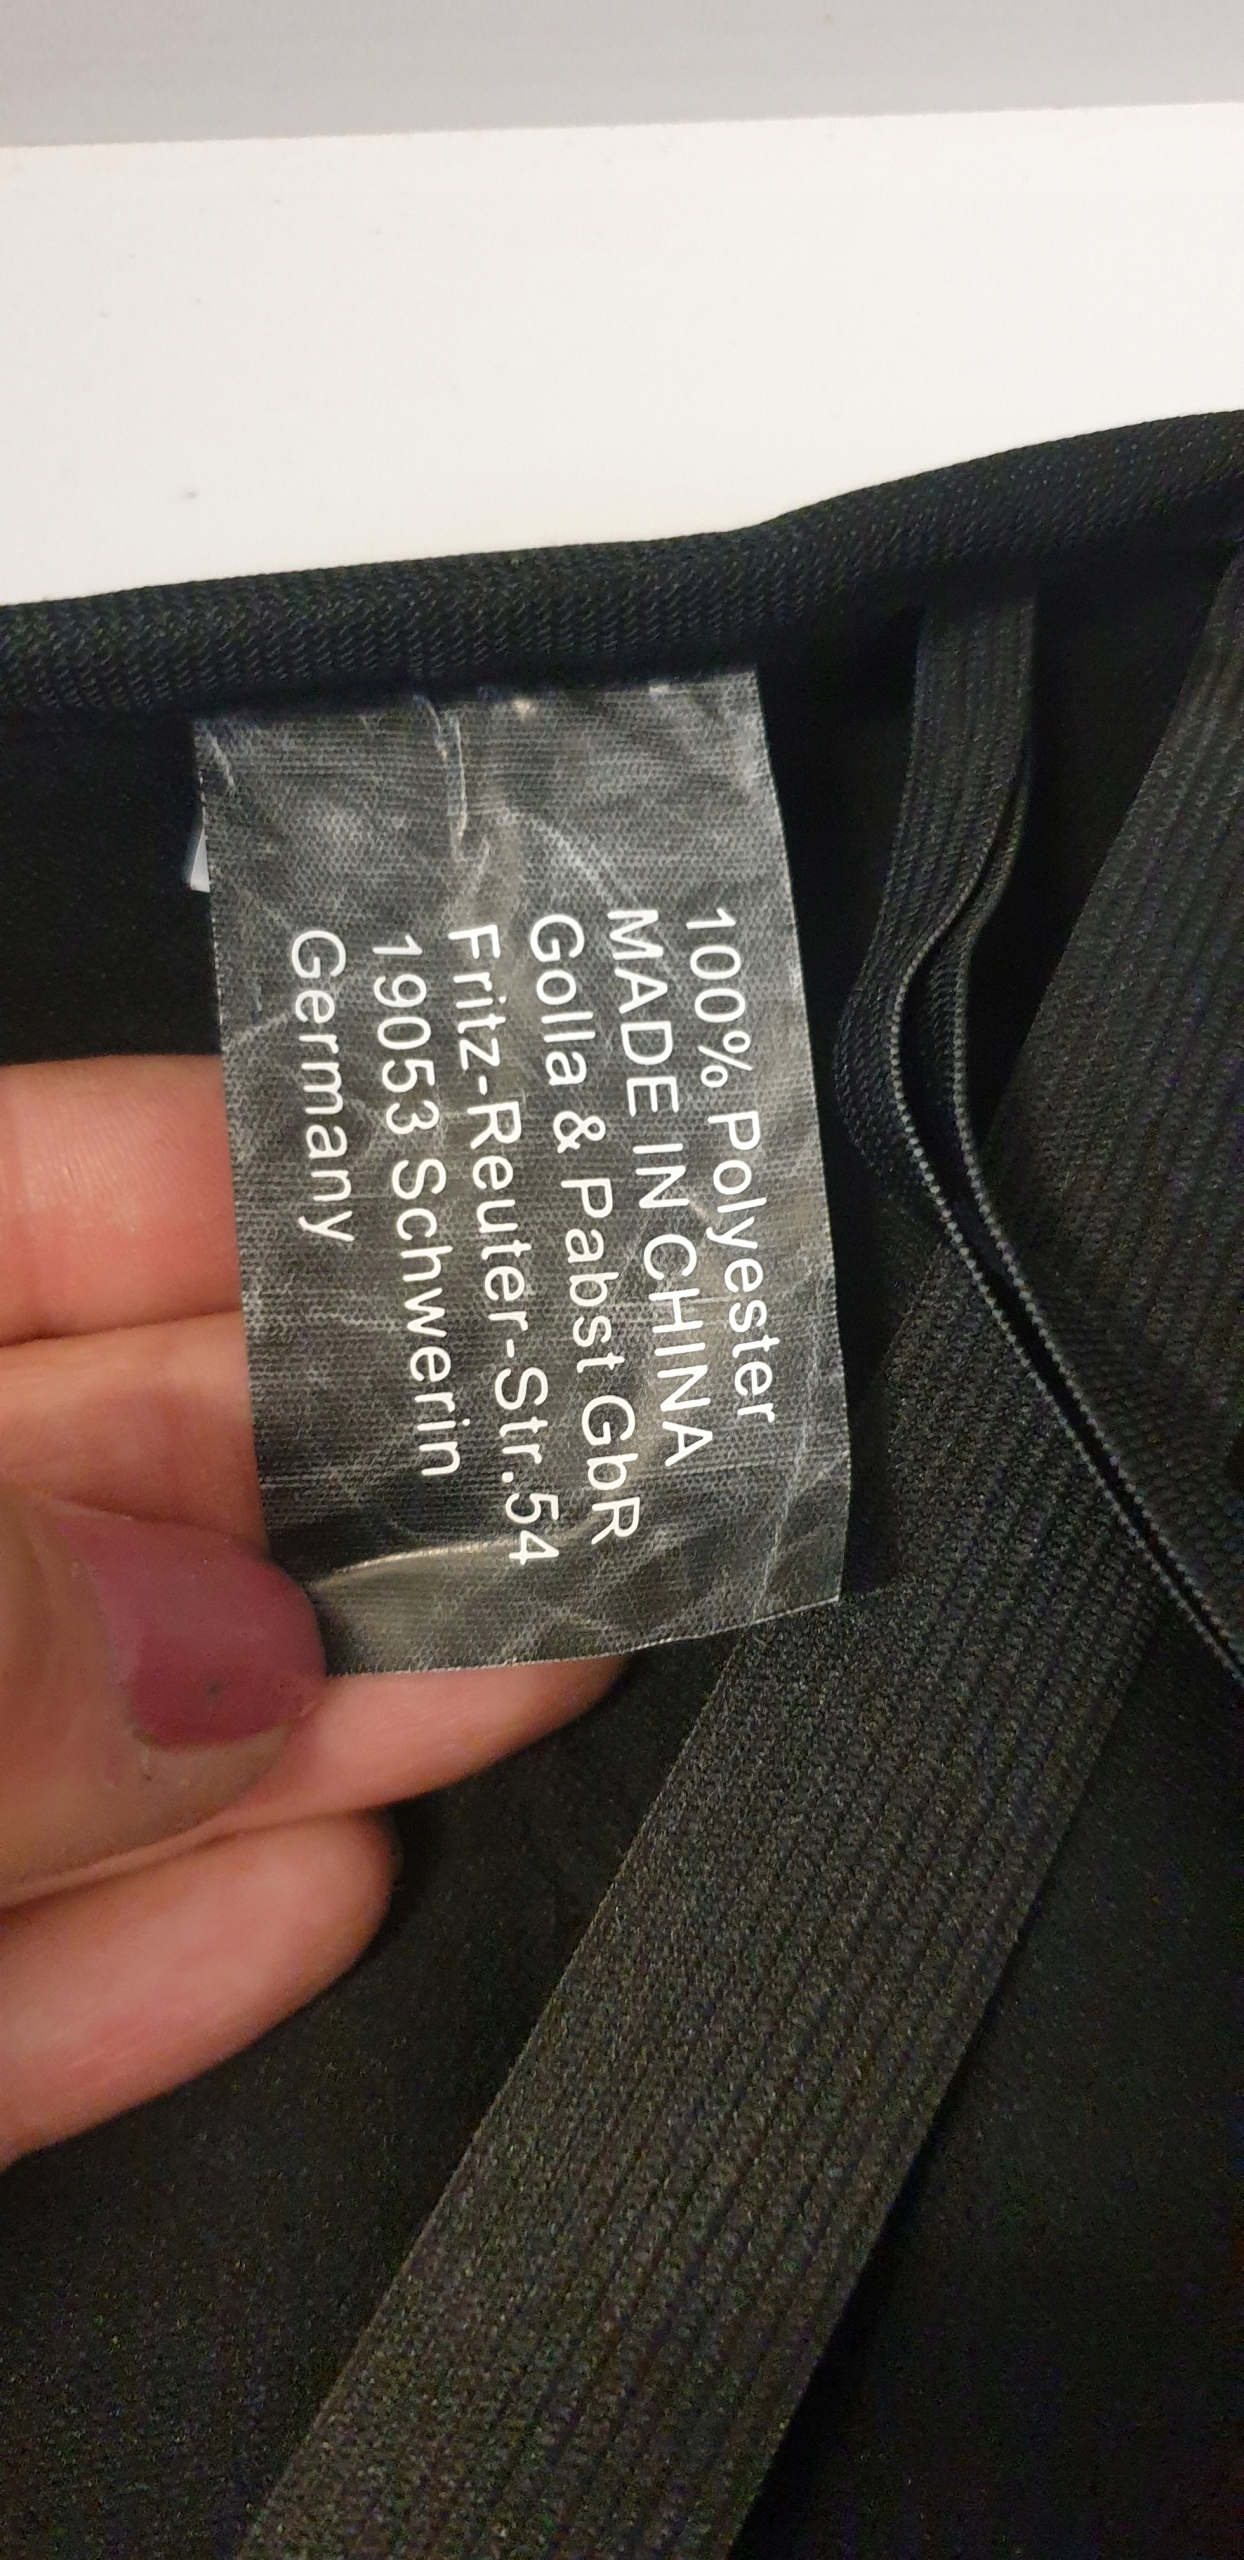 100% Polyester
MADE IN CHINA
Golla & Pabst GbR
Fritz-Reuter-Str.54
19053 Schwerin
Germany